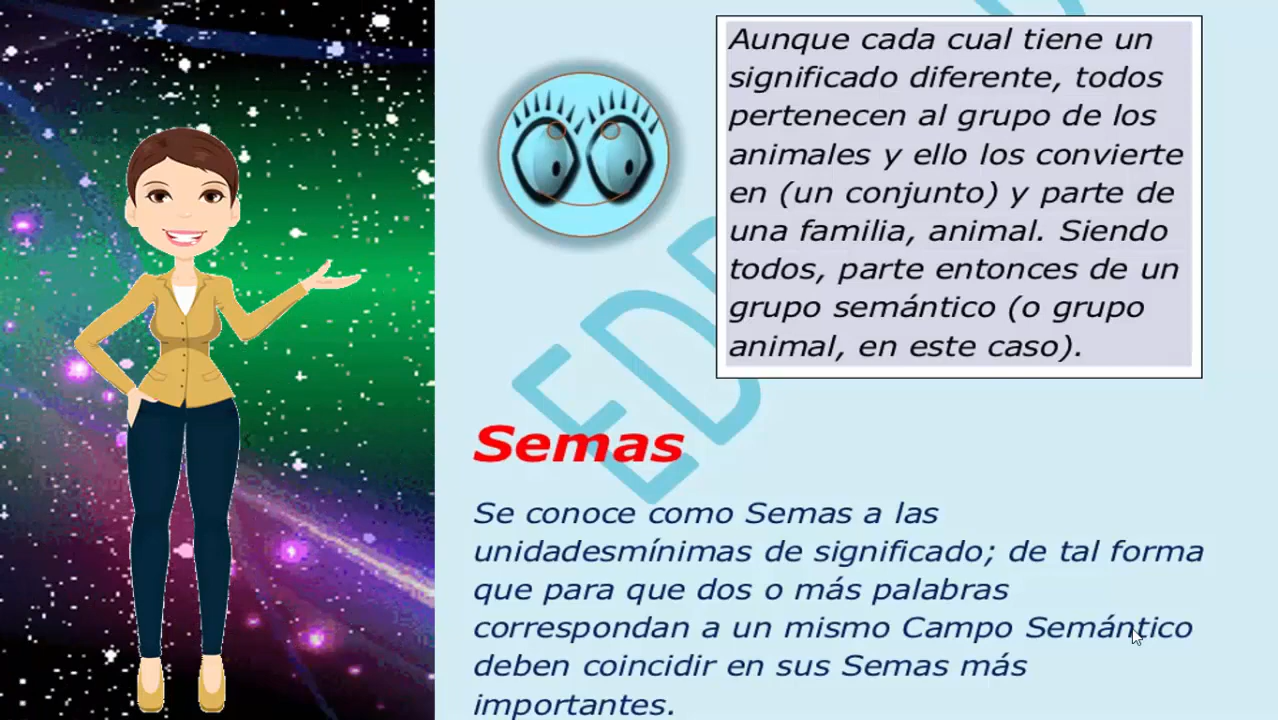 Aunque cada cual tiene un
significado diferente, todos
pertenecen al grupo de los
animales y ello los convierte
en (un conjunto) y parte de
una familia, animal. Siendo
todos, parte entonces de un
grupo semántico (o grupo
animal, en este caso).
Semas
Se conoce como Semas a las
unidadesmínimas de significado; de tal forma
que para que dos o más palabras
correspondan a un mismo Campo Semántico
deben coincidir en sus Semas más
importantes.